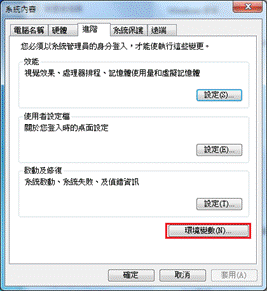 系統內容
電腦名稱 硬體 進階 系統保護 遠端
您必須以系統管理員的身分登入，才能使執行這些變更。
效能
視覺效果、處理器排程、記憶體使用量和虛擬記憶體
設定(S)...
使用者設定檔
關於您登入時的桌面設定
設定(E)...
啟動及修復
系統啟動、系統失敗、及偵錯資訊
設定(T)...
環境變數(N)...
確定 取消 套用(A)